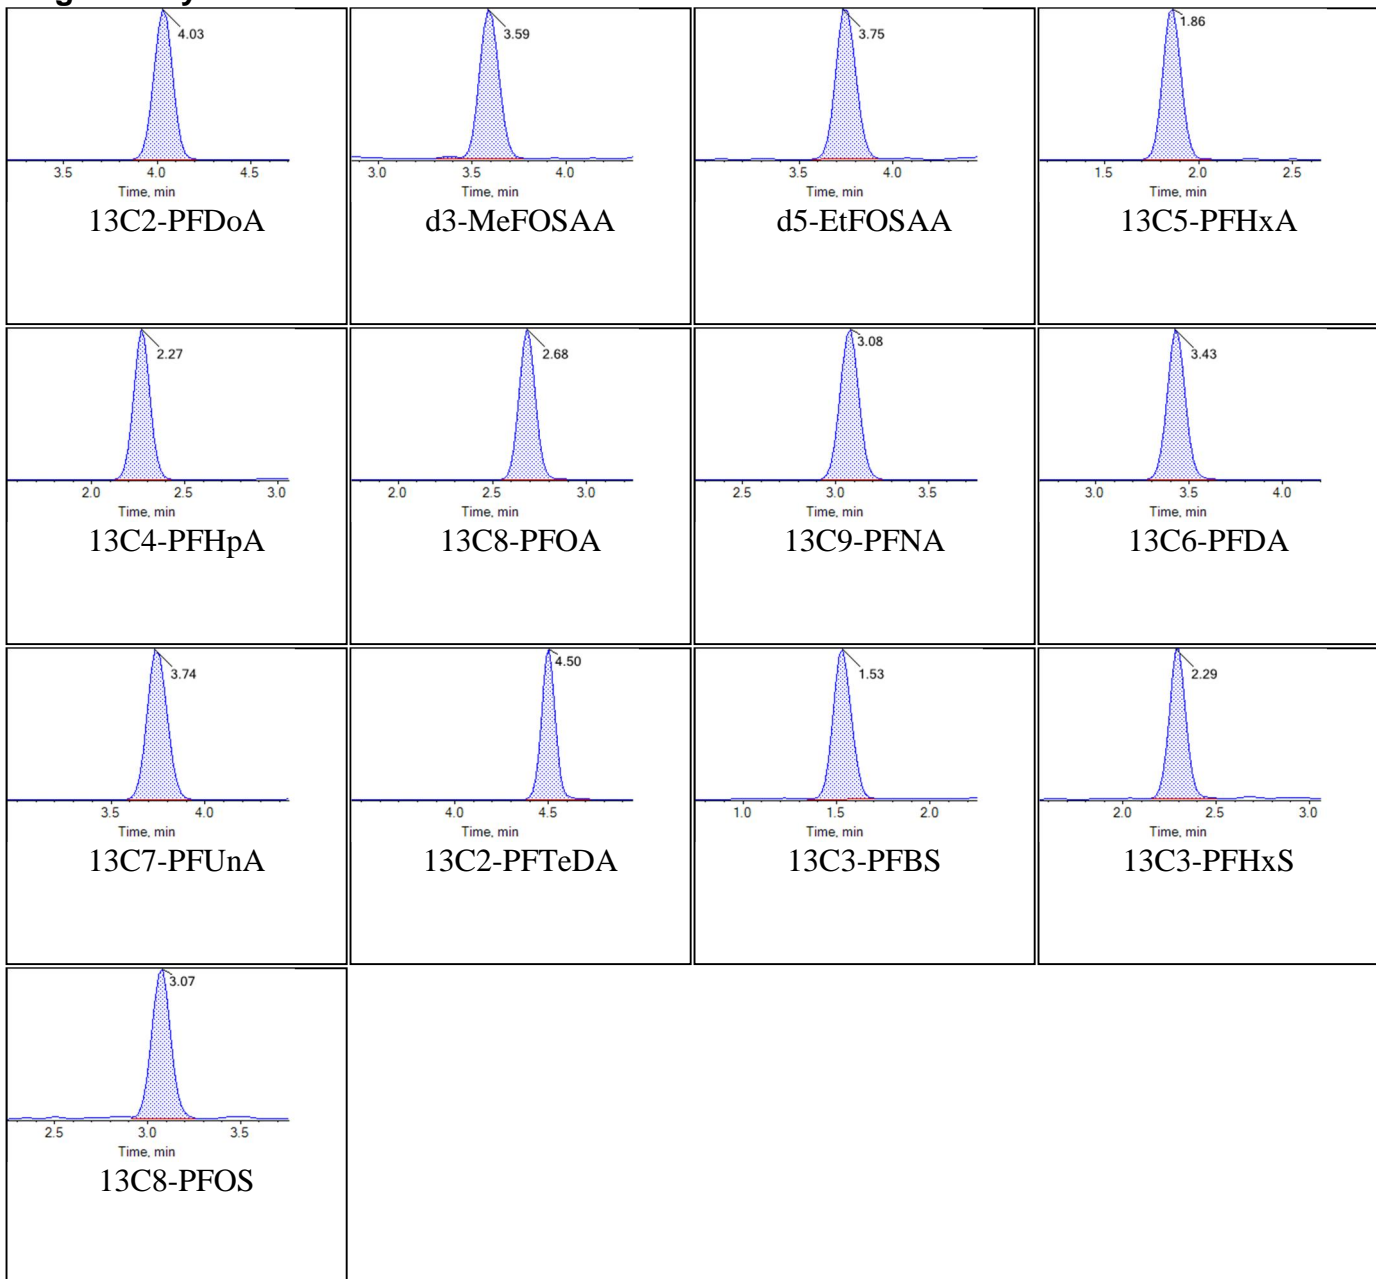 4.03
3.5 4.0 4.5
Time, min
13C2-PFDoA
3.59
3.0 3.5 4.0
Time, min
d3-MeFOSAA
3.75
3.5 4.0
Time, min
d5-EtFOSAA
1.86
1.5 2.0 2.5
Time, min
13C5-PFHxA
2.27
2.0 2.5 3.0
Time, min
13C4-PFHpA
2.68
2.0 2.5 3.0
Time, min
13C8-PFOA
3.08
2.5 3.0 3.5
Time, min
13C9-PFNA
3.43
3.0 3.5 4.0
Time, min
13C6-PFDA
3.74
3.5 4.0
Time, min
13C7-PFUnA
4.50
4.0 4.5
Time, min
13C2-PFTeDA
1.53
1.0 1.5 2.0
Time, min
13C3-PFBS
2.29
2.0 2.5 3.0
Time, min
13C3-PFHxS
3.07
2.5 3.0 3.5
Time, min
13C8-PFOS